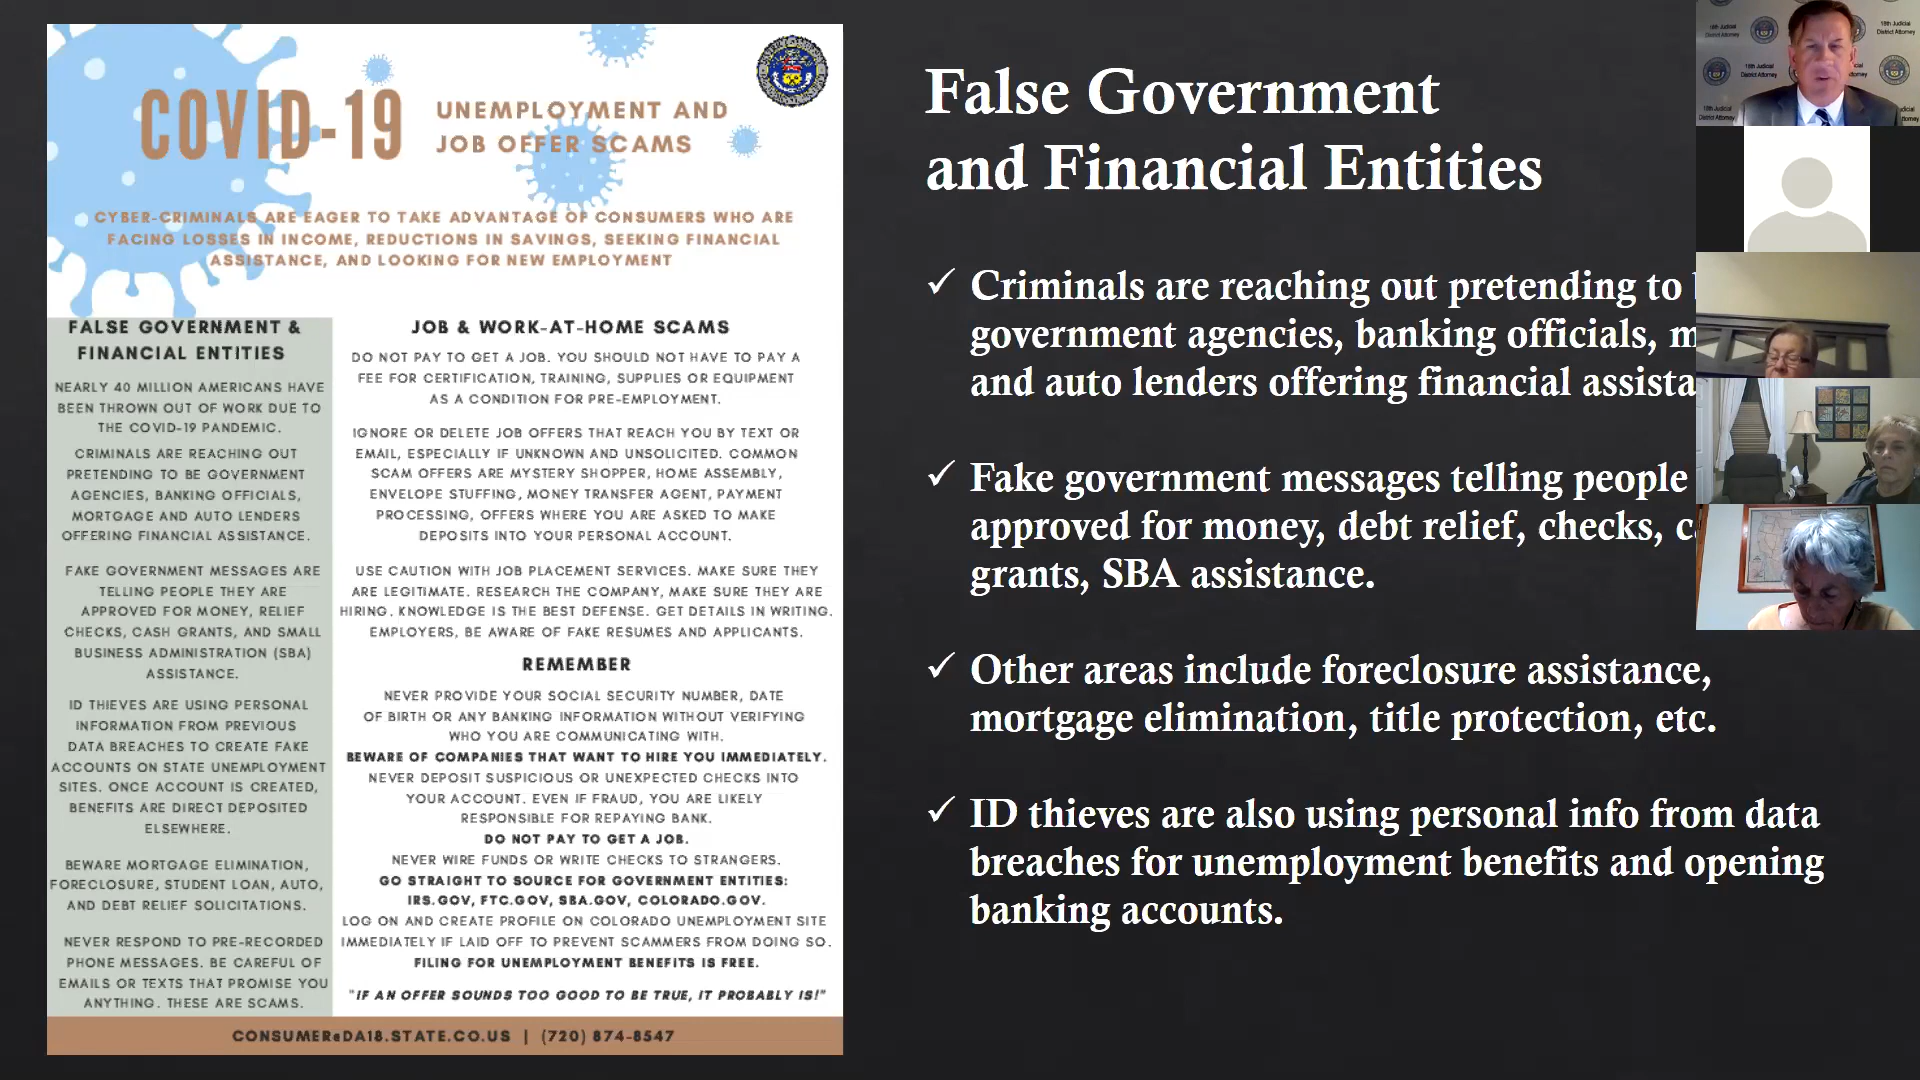 COVID-19
UNEMPLOYMENT AND
JOB OFFER SCAMS
CYBER-CRIMINALS ARE EAGER TO TAKE ADVANTAGE OF CONSUMERS WHO ARE
FACING LOSSES IN INCOME, REDUCTIONS IN SAVINGS, SEEKING FINANCIAL
ASSISTANCE, AND LOOKING FOR NEW EMPLOYMENT
FALSE GOVERNMENT &
FINANCIAL ENTITIES
NEARLY 40 MILLION AMERICANS HAVE
BEEN THROWN OUT OF WORK DUE TO
THE COVID-19 PANDEMIC.
CRIMINALS ARE REACHING OUT
PRETENDING TO BE GOVERNMENT
AGENCIES, BANKING OFFICIALS,
MORTGAGE AND AUTO LENDERS
OFFERING FINANCIAL ASSISTANCE.
FAKE GOVERNMENT MESSAGES ARE
TELLING PEOPLE THEY ARE
APPROVED FOR MONEY, RELIEF
CHECKS, CASH GRANTS, AND SMALL
BUSINESS ADMINISTRATION (SBA)
ASSISTANCE.
ID THIEVES ARE USING PERSONAL
INFORMATION FROM PREVIOUS
DATA BREACHES TO CREATE FAKE
ACCOUNTS ON STATE UNEMPLOYMENT
SITES. ONCE ACCOUNT IS CREATED,
BENEFITS ARE DIRECT DEPOSITED
ELSEWHERE.
BEWARE MORTGAGE ELIMINATION,
FORECLOSURE, STUDENT LOAN, AUTO,
AND DEBT RELIEF SOLICITATIONS.
NEVER RESPOND TO PRE-RECORDED
PHONE MESSAGES. BE CAREFUL OF
EMAILS OR TEXTS THAT PROMISE YOU
ANYTHING. THESE ARE SCAMS.
JOB & WORK-AT-HOME SCAMS
DO NOT PAY TO GET A JOB. YOU SHOULD NOT HAVE TO PAY A
FEE FOR CERTIFICATION, TRAINING, SUPPLIES OR EQUIPMENT
AS A CONDITION FOR PRE-EMPLOYMENT.
IGNORE OR DELETE JOB OFFERS THAT REACH YOU BY TEXT OR
EMAIL, ESPECIALLY IF UNKNOWN AND UNSOLICITED. COMMON
SCAM OFFERS ARE MYSTERY SHOPPER, HOME ASSEMBLY,
ENVELOPE STUFFING, MONEY TRANSFER AGENT, PAYMENT
PROCESSING, OFFERS WHERE YOU ARE ASKED TO MAKE
DEPOSITS INTO YOUR PERSONAL ACCOUNT.
USE CAUTION WITH JOB PLACEMENT SERVICES. MAKE SURE THEY
ARE LEGITIMATE. RESEARCH THE COMPANY, MAKE SURE THEY ARE
HIRING. KNOWLEDGE IS THE BEST DEFENSE. GET DETAILS IN WRITING.
EMPLOYERS, BE AWARE OF FAKE RESUMES AND APPLICANTS.
REMEMBER
NEVER PROVIDE YOUR SOCIAL SECURITY NUMBER, DATE
OF BIRTH OR ANY BANKING INFORMATION WITHOUT VERIFYING
WHO YOU ARE COMMUNICATING WITH.
BEWARE OF COMPANIES THAT WANT TO HIRE YOU IMMEDIATELY.
NEVER DEPOSIT SUSPICIOUS OR UNEXPECTED CHECKS INTO
YOUR ACCOUNT. EVEN IF FRAUD, YOU ARE LIKELY
RESPONSIBLE FOR REPAYING BANK.
DO NOT PAY TO GET A JOB.
NEVER WIRE FUNDS OR WRITE CHECKS TO STRANGERS.
GO STRAIGHT TO SOURCE FOR GOVERNMENT ENTITIES:
IRS.GOV, FTC.GOV, SBA.GOV, COLORADO.GOV.
LOG ON AND CREATE PROFILE ON COLORADO UNEMPLOYMENT SITE
IMMEDIATELY IF LAID OFF TO PREVENT SCAMMERS FROM DOING SO.
FILING FOR UNEMPLOYMENT BENEFITS IS FREE.
"IF AN OFFER SOUNDS TOO GOOD TO BE TRUE, IT PROBABLY IS!"
CONSUMER@DA18.STATE.CO.US | (720) 874-8547
False Government
and Financial Entities
✓ Criminals are reaching out pretending to
government agencies, banking officials,
and auto lenders offering financial
✓ Fake government messages telling people
approved for money, debt relief, checks,
grants, SBA assistance.
✓ Other areas include foreclosure assistance,
mortgage elimination, title protection, etc.
✓ ID thieves are also using personal info from data
breaches for unemployment benefits and opening
banking accounts.
18th Judicial
District Attorney
18th Judicial
District Attorney
18th Judicial
District Attorney
18th Judicial
District Attorney